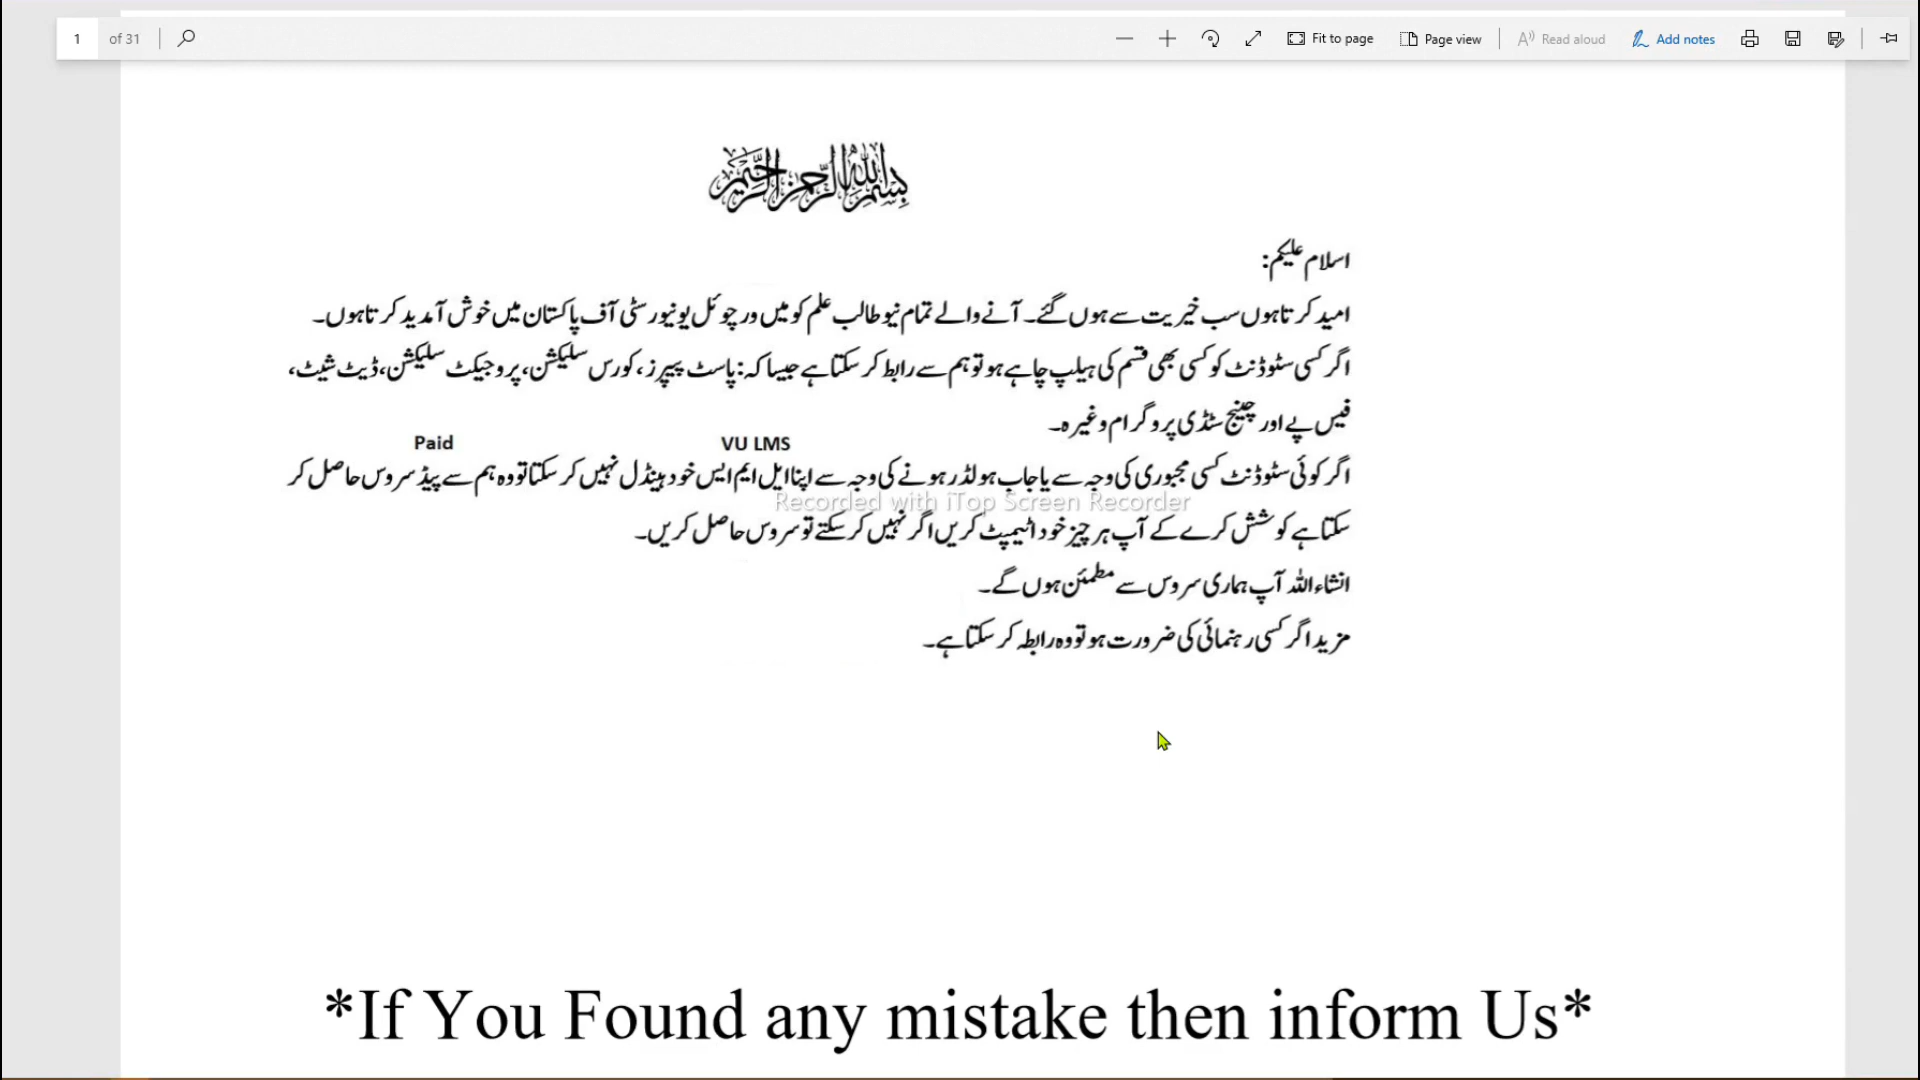 1 of 31 Fit to page Page view Read aloud Add notes
بسم الله الرحمن الرحيم
اسلام علیکم:
امید کرتا ہوں سب خیریت سے ہوں گئے۔ آنے والے تمام نیو طالب علم کو میں ورچوئل یونیورسٹی آف پاکستان میں خوش آمدید کرتا ہوں۔
اگر کسی سٹوڈنٹ کو کسی بھی قسم کی ہیلپ چاہے ہو تو ہم سے رابط کر سکتا ہے جیسا کہ: پاسٹ پیپرز، کورس سلیکشن، پروجیکٹ سلیکشن، ڈیٹ شیٹ،
فیس پے اور چینج سٹڈی پروگرام وغیرہ۔
VU LMS Paid
اگر کوئی سٹوڈنٹ کسی مجبوری کی وجہ سے یا جاب ہولڈر ہونے کی وجہ سے اپنا ایل ایم ایس خود ہینڈل نہیں کر سکتا تو وہ ہم سے پیڈ سروس حاصل کر
Recorded with iTop Screen Recorder
سکتا ہے کوشش کرے کے آپ ہر چیز خود اٹیمپٹ کریں اگر نہیں کر سکتے تو سروس حاصل کریں۔
انشاء اللہ آپ ہماری سروس سے مطمئن ہوں گے۔
مزید اگر کسی رہنمائی کی ضرورت ہو تو وہ رابطہ کر سکتا ہے۔
*If You Found any mistake then inform Us*